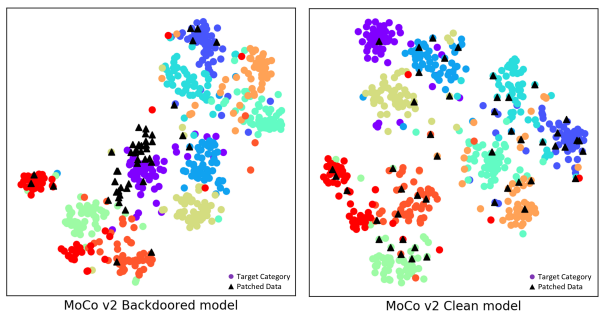 Target Category
Patched Data
MoCo v2 Backdoored model
Target Category
Patched Data
MoCo v2 Clean model